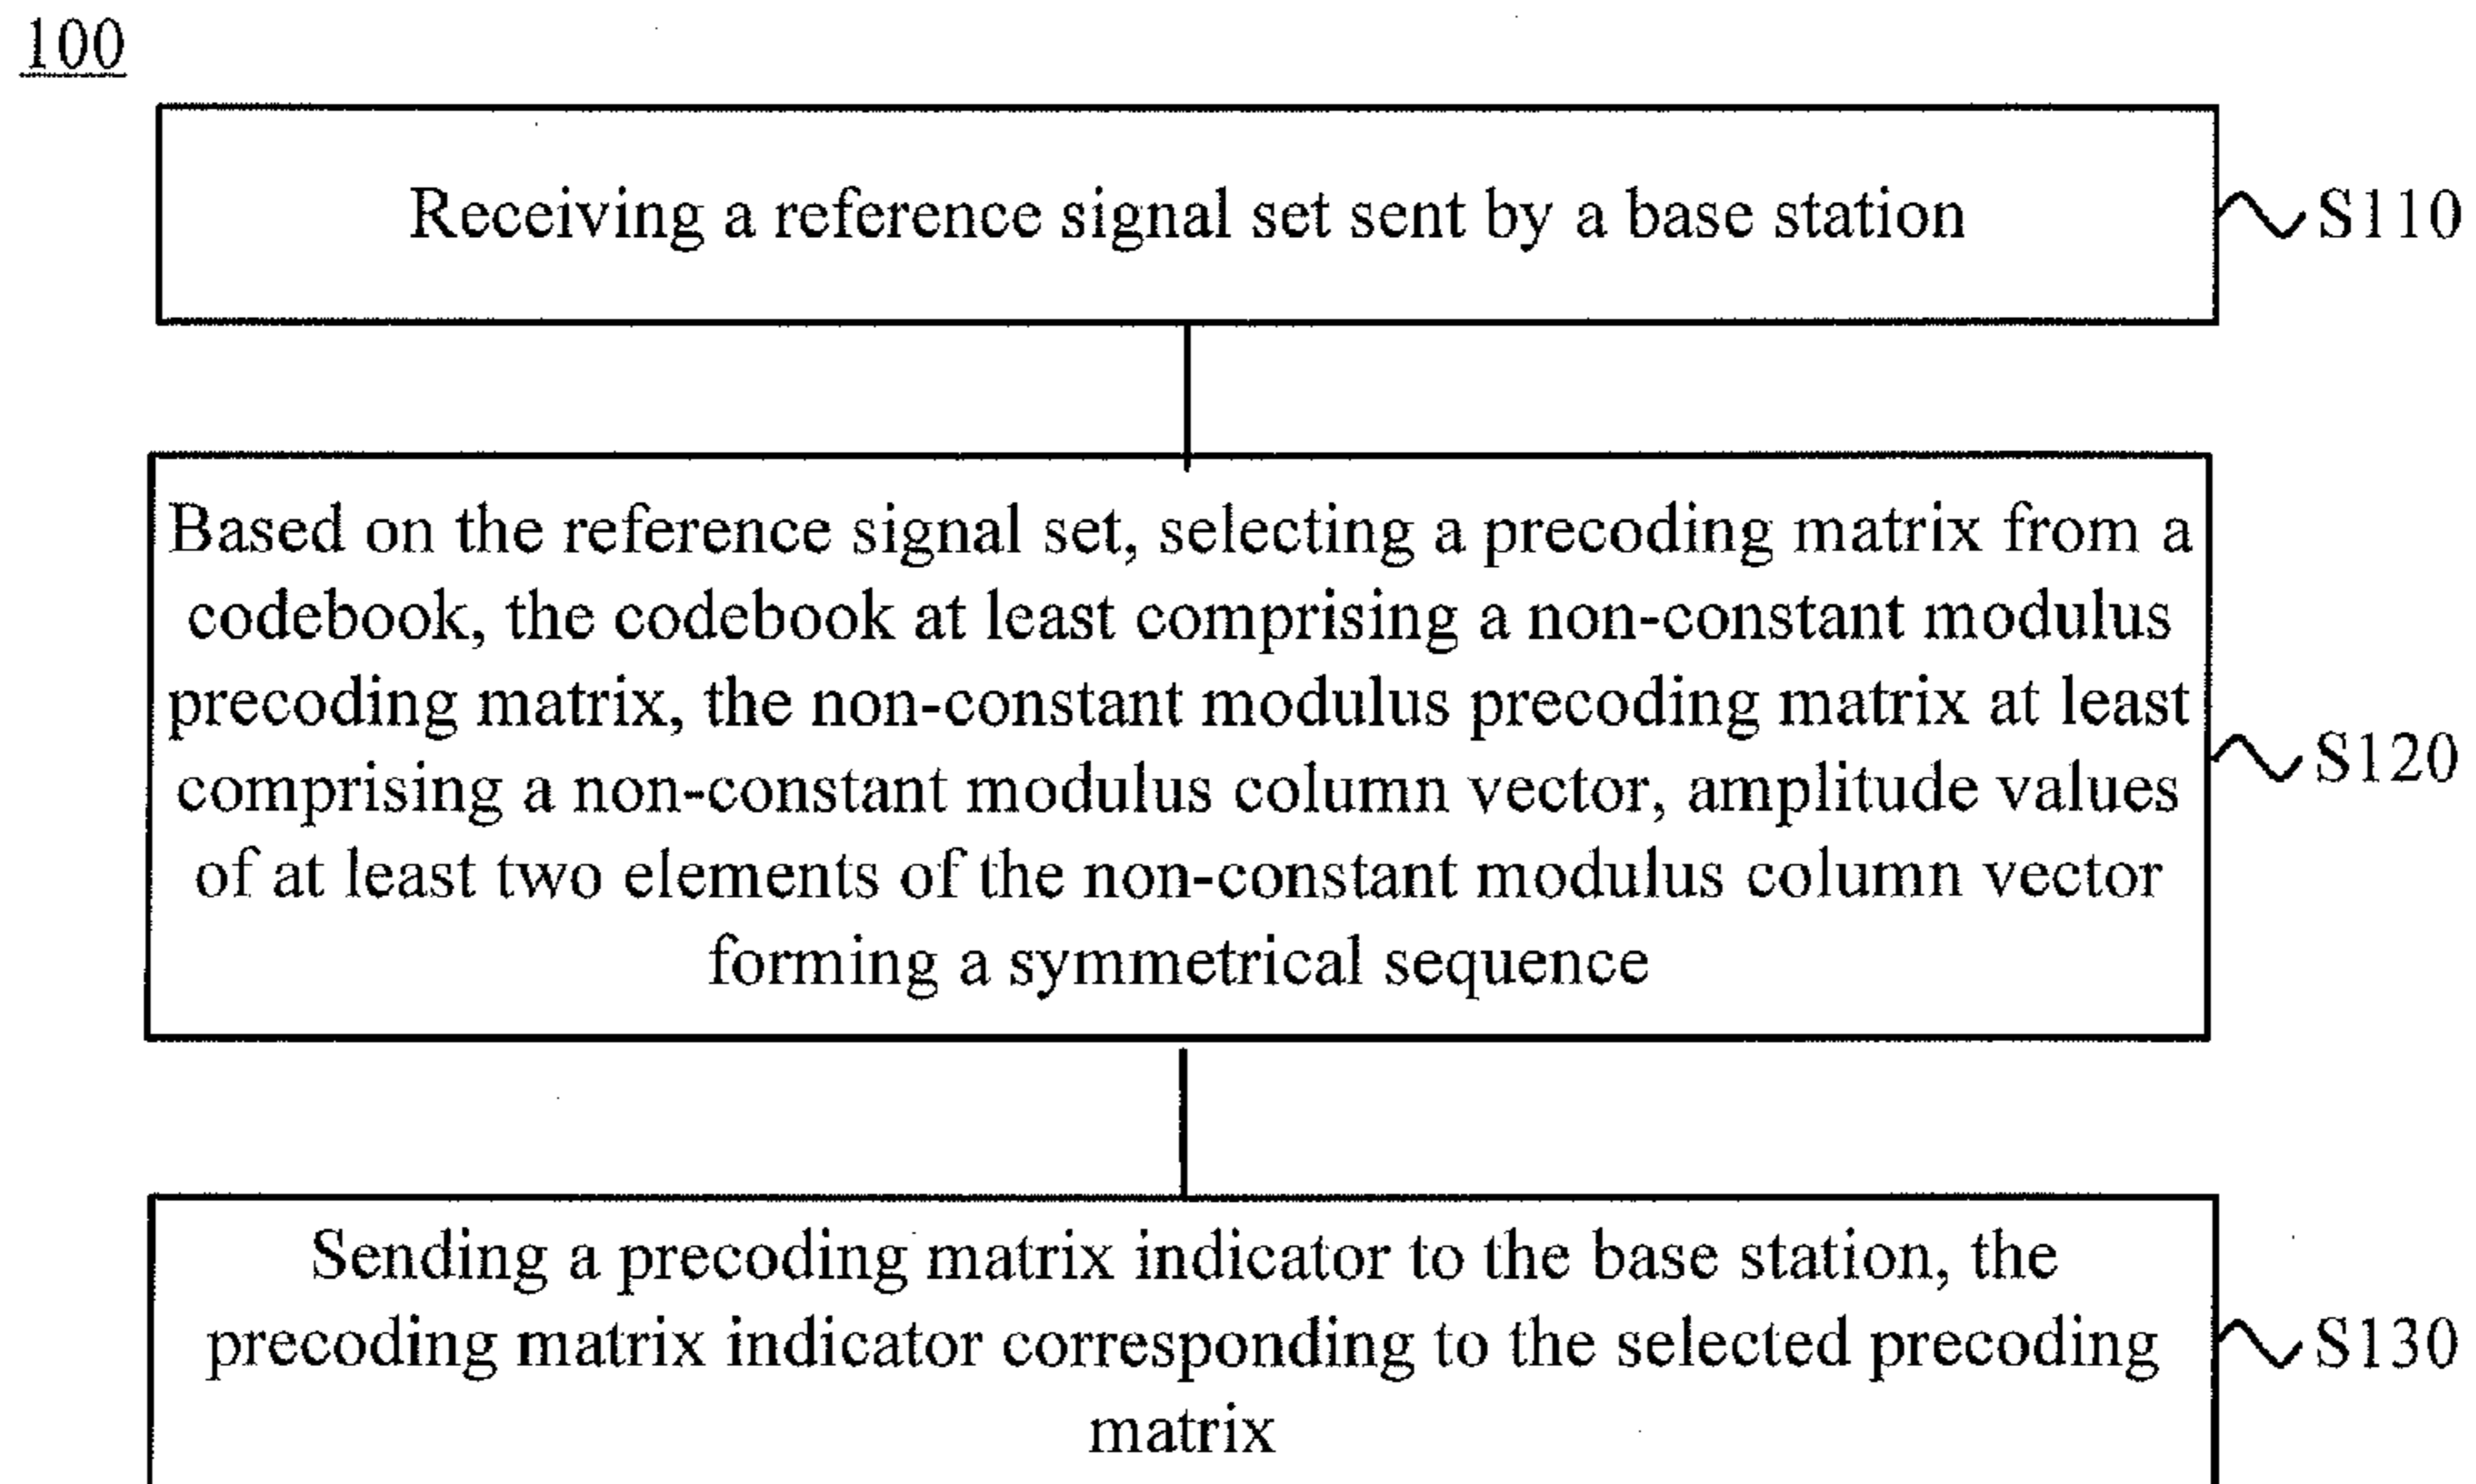 100
Receiving a reference signal set sent by a base station
S110
Based on the reference signal set, selecting a precoding matrix from a
codebook, the codebook at least comprising a non-constant modulus
precoding matrix, the non-constant modulus precoding matrix at least
comprising a non-constant modulus column vector, amplitude values
of at least two elements of the non-constant modulus column vector
forming a symmetrical sequence
S120
Sending a precoding matrix indicator to the base station, the
precoding matrix indicator corresponding to the selected precoding
matrix
S130